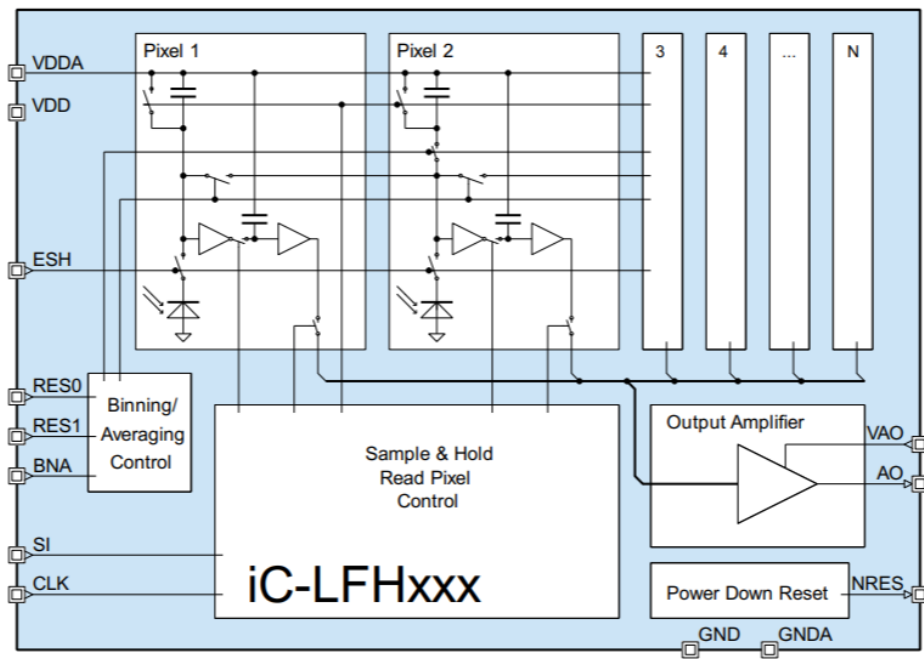 Pixel 1
Pixel 2
3
4
...
N
VDDA
VDD
ESH
RES0
RES1
BNA
SI
CLK
Binning/
Averaging
Control
Sample & Hold
Read Pixel
Control
iC-LFHxxx
Output Amplifier
VAO
AO
Power Down Reset
NRES
GND
GNDA